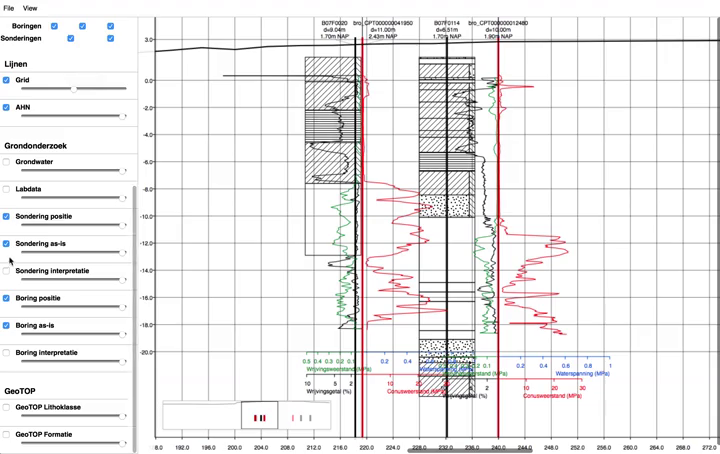 File View
Boringen
Sonderingen
Lijnen
Grid
AHN
Grondonderzoek
Grondwater
Labdata
Sondering positie
Sondering as-is
Sondering interpretatie
Boring positie
Boring as-is
Boring interpretatie
GeoTOP
GeoTOP Lithoklasse
GeoTOP Formatie
B07F0020 bro_CPT000000041950 B07F0114 bro_CPT000000012480
d=9.04m d=11.00m d=6.51m d=10.00m
1.70m NAP 2.43m NAP 1.70m NAP 1.90m NAP
3.0
0.0
-2.0
-4.0
-6.0
-8.0
-10.0
-12.0
-14.0
-16.0
-18.0
-20.0
0.5 0.4 0.3 0.2 0.1 0.2 0.4 0.1 0.2 0.4 0.6 0.8 1
Wrijvingsweerstand (MPa) Waterspanning (MPa) Waterspanning (MPa)
10 5 2 10 2 10 20 30
Wrijvingsgetal (%) Conusweerstand (MPa) Wrijvingsgetal (%) Conusweerstand (MPa)
8.0 192.0 196.0 200.0 204.0 208.0 212.0 216.0 220.0 224.0 228.0 232.0 236.0 240.0 244.0 248.0 252.0 256.0 260.0 264.0 268.0 272.0